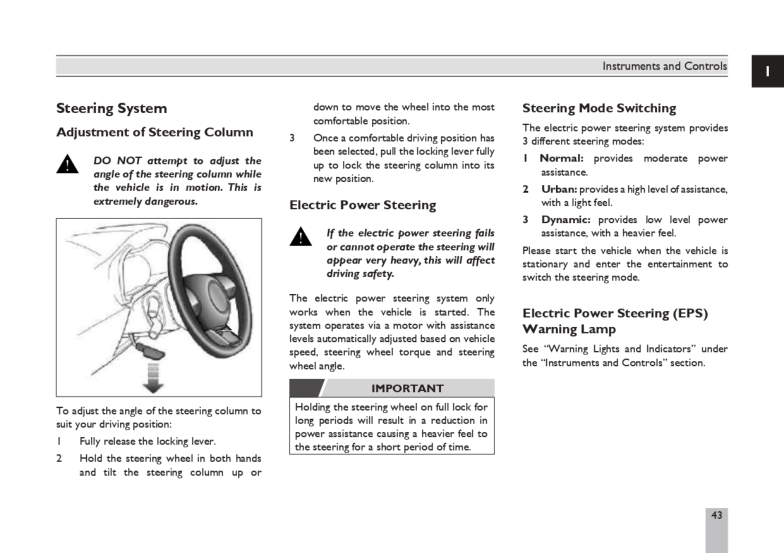 Instruments and Controls
1
Steering System
Adjustment of Steering Column
DO NOT attempt to adjust the
angle of the steering column while
the vehicle is in motion. This is
extremely dangerous.
To adjust the angle of the steering column to
suit your driving position:
1 Fully release the locking lever.
2 Hold the steering wheel in both hands
and tilt the steering column up or
down to move the wheel into the most
comfortable position.
3 Once a comfortable driving position has
been selected, pull the locking lever fully
up to lock the steering column into its
new position.
Electric Power Steering
If the electric power steering fails
or cannot operate the steering will
appear very heavy, this will affect
driving safety.
The electric power steering system only
works when the vehicle is started. The
system operates via a motor with assistance
levels automatically adjusted based on vehicle
speed, steering wheel torque and steering
wheel angle.
IMPORTANT
Holding the steering wheel on full lock for
long periods will result in a reduction in
power assistance causing a heavier feel to
the steering for a short period of time.
Steering Mode Switching
The electric power steering system provides
3 different steering modes:
1 Normal: provides moderate power
assistance.
2 Urban: provides a high level of assistance,
with a light feel.
3 Dynamic: provides low level power
assistance, with a heavier feel.
Please start the vehicle when the vehicle is
stationary and enter the entertainment to
switch the steering mode.
Electric Power Steering (EPS)
Warning Lamp
See “Warning Lights and Indicators” under
the “Instruments and Controls” section.
43